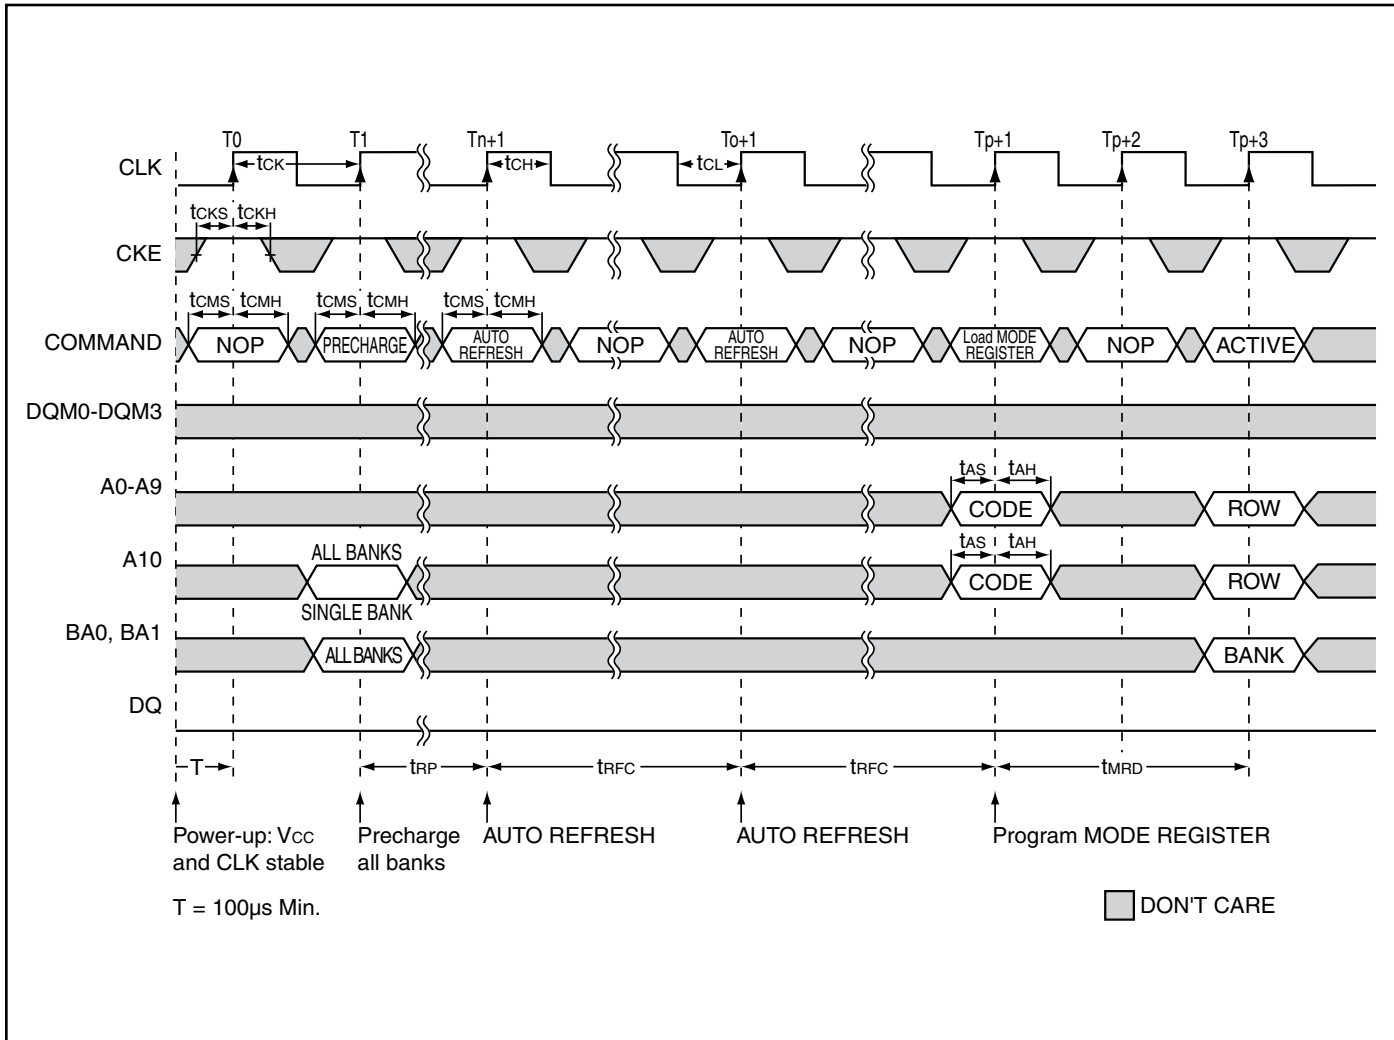 T0 T1 Tn+1 To+1 Tp+1 Tp+2 Tp+3
CLK tCK tCH tCL
tCKS tCKH
CKE
tCMS tCMH tCMS tCMH tCMS tCMH
COMMAND NOP PRECHARGE AUTO REFRESH NOP AUTO REFRESH NOP Load MODE REGISTER NOP ACTIVE
DQM0-DQM3
tAS tAH
A0-A9 CODE ROW
ALL BANKS tAS tAH
A10 CODE ROW
SINGLE BANK
BA0, BA1 ALL BANKS BANK
DQ
T tRP tRFC tRFC tMRD
Power-up: VCC
and CLK stable
Precharge
all banks
AUTO REFRESH
AUTO REFRESH
Program MODE REGISTER
T = 100µs Min.
DON'T CARE